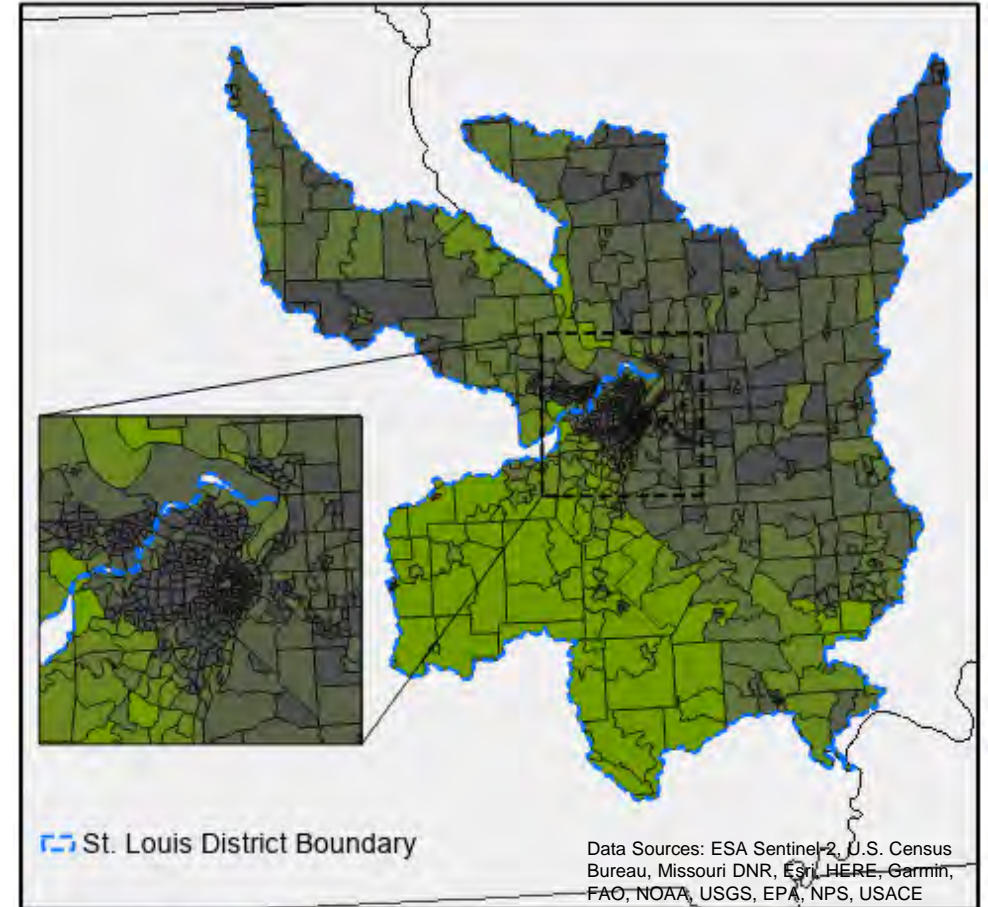 St. Louis District Boundary
Data Sources: ESA Sentinel-2, U.S. Census
Bureau, Missouri DNR, Esri, HERE, Garmin,
FAO, NOAA, USGS, EPA, NPS, USACE